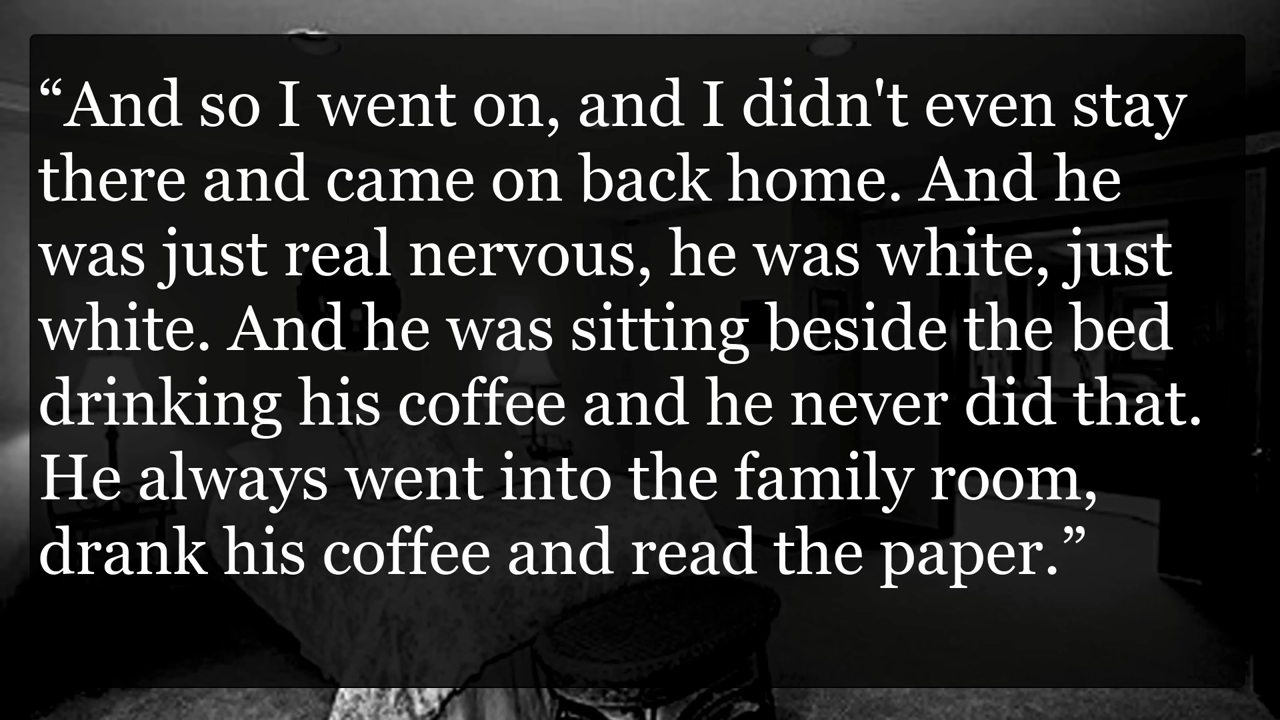 “And so I went on, and I didn't even stay
there and came on back home. And he
was just real nervous, he was white, just
white. And he was sitting beside the bed
drinking his coffee and he never did that.
He always went into the family room,
drank his coffee and read the paper.”